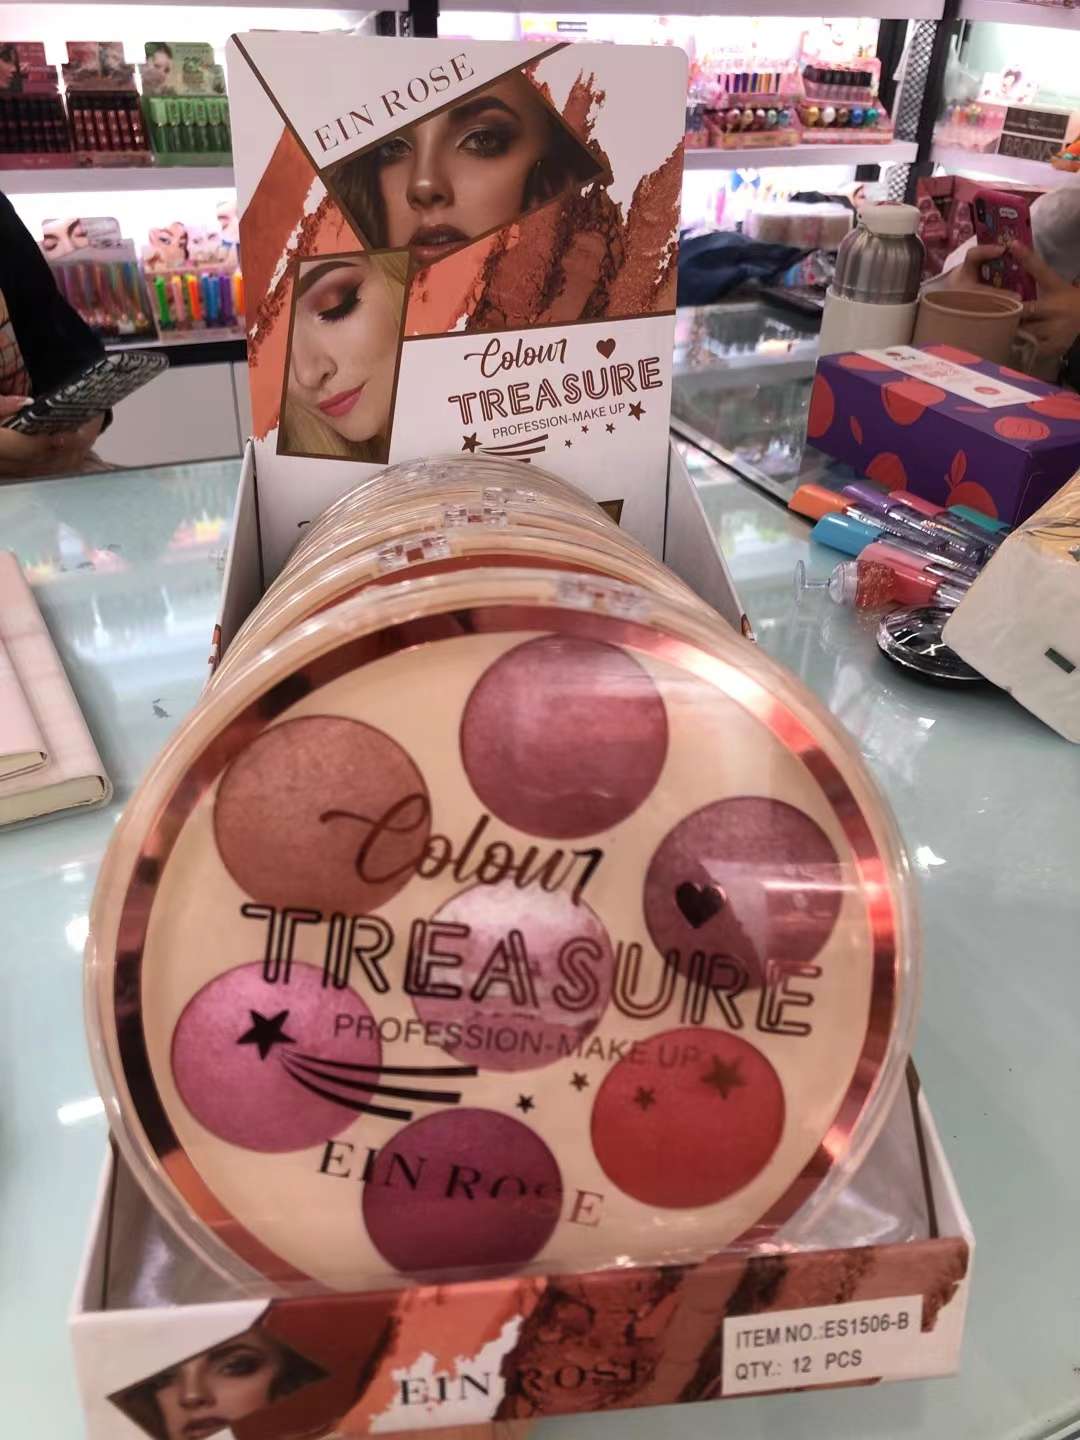 EIN ROSE
Colour
TREASURE
PROFESSION-MAKE UP
BROWS
Colour
TREASURE
PROFESSION-MAKE UP
EIN ROSE
EIN ROSE
ITEM NO.:ES1506-B
QTY.: 12 PCS